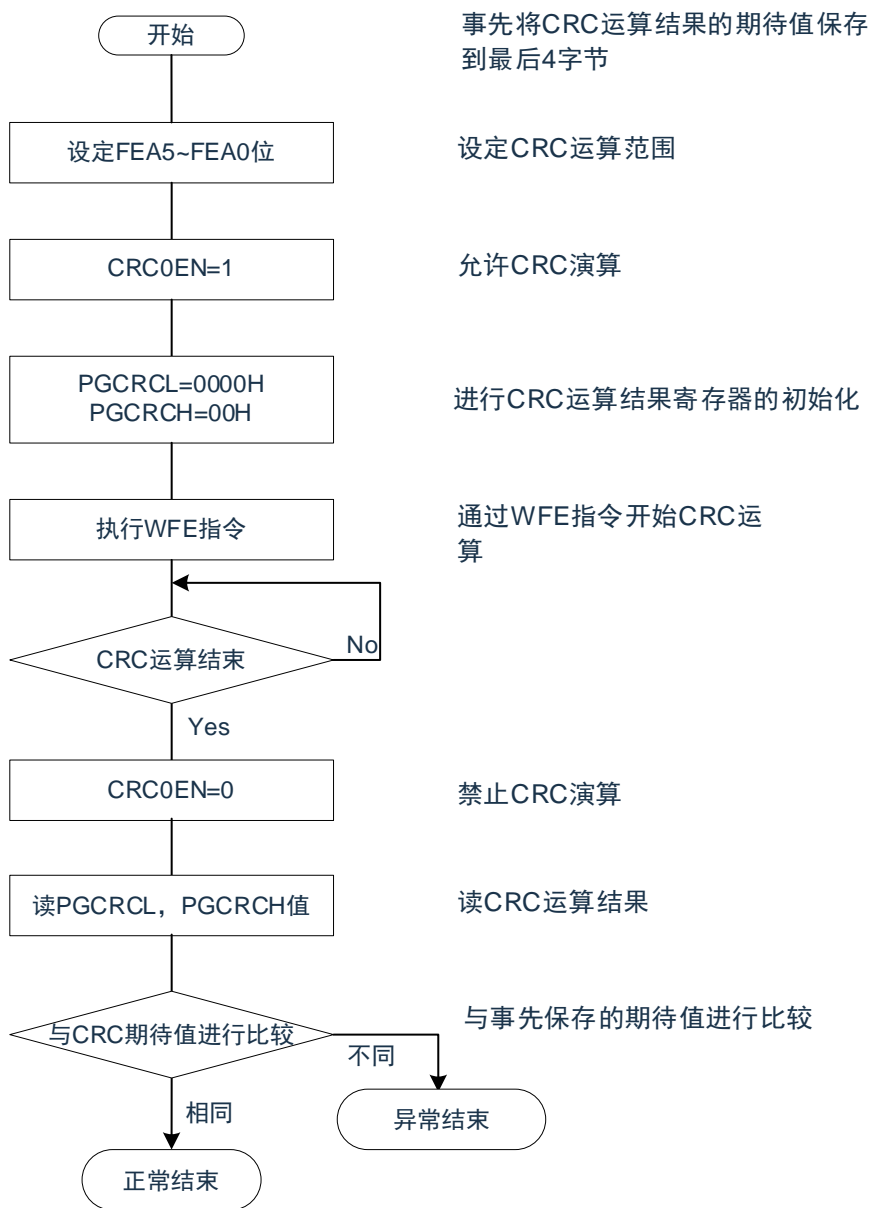 开始
事先将CRC运算结果的期待值保存
到最后4字节
设定FEA5~FEA0位
设定CRC运算范围
CRC0EN=1
允许CRC演算
PGCRCL=0000H
PGCRCH=00H
进行CRC运算结果寄存器的初始化
执行WFE指令
通过WFE指令开始CRC运
算
CRC运算结束
No
Yes
CRC0EN=0
禁止CRC演算
读PGCRCL，PGCRCH值
读CRC运算结果
与CRC期待值进行比较
与事先保存的期待值进行比较
不同
相同
异常结束
正常结束